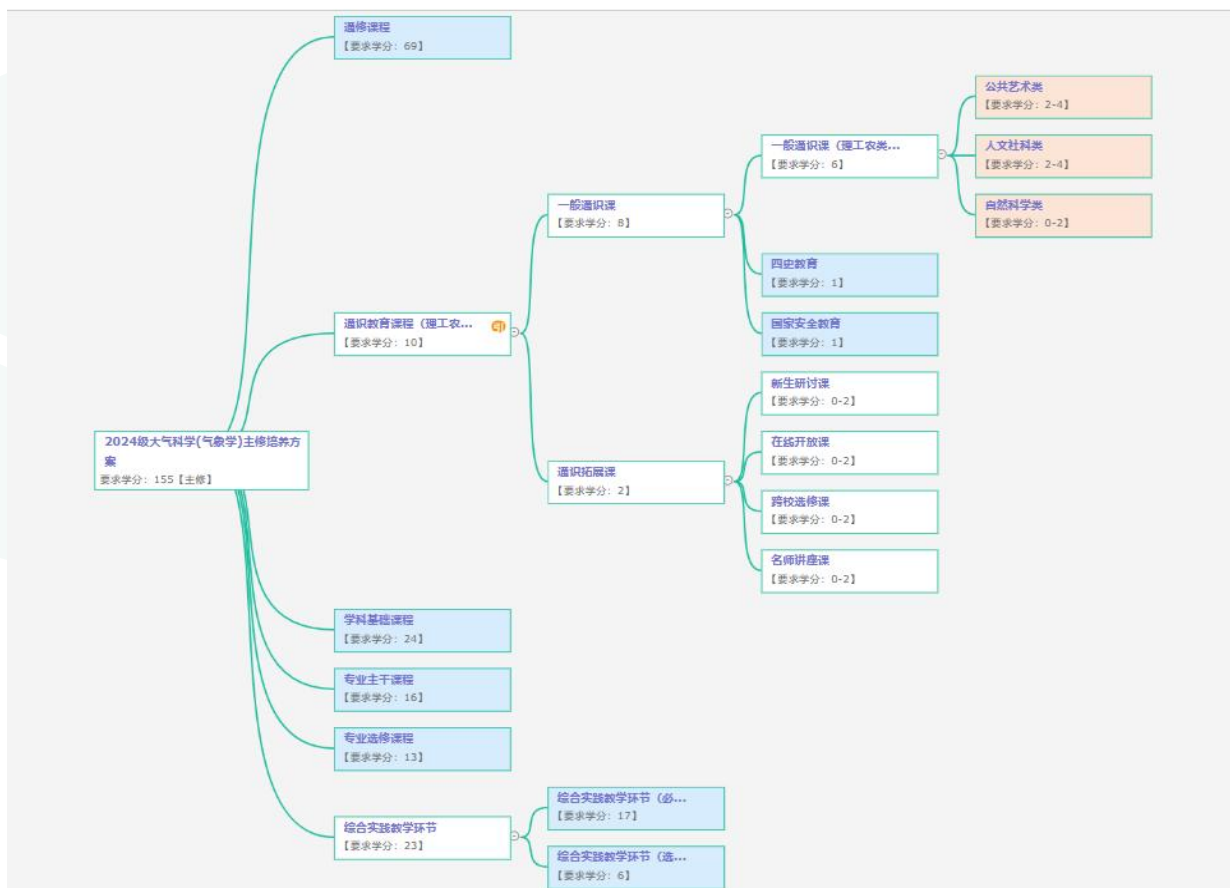 通修课程
【要求学分：69】
公共艺术类
【要求学分：2-4】
一般通识课（理工农类...
【要求学分：6】
人文社科类
【要求学分：2-4】
自然科学类
【要求学分：0-2】
一般通识课
【要求学分：8】
四史教育
【要求学分：1】
国家安全教育
【要求学分：1】
通识教育课程（理工农...
【要求学分：10】
新生研讨课
【要求学分：0-2】
在线开放课
【要求学分：0-2】
2024级大气科学(气象学)主修培养方
案
要求学分：155【主修】
通识拓展课
【要求学分：2】
跨校选修课
【要求学分：0-2】
名师讲座课
【要求学分：0-2】
学科基础课程
【要求学分：24】
专业主干课程
【要求学分：16】
专业选修课程
【要求学分：13】
综合实践教学环节
【要求学分：23】
综合实践教学环节（必...
【要求学分：17】
综合实践教学环节（选...
【要求学分：6】